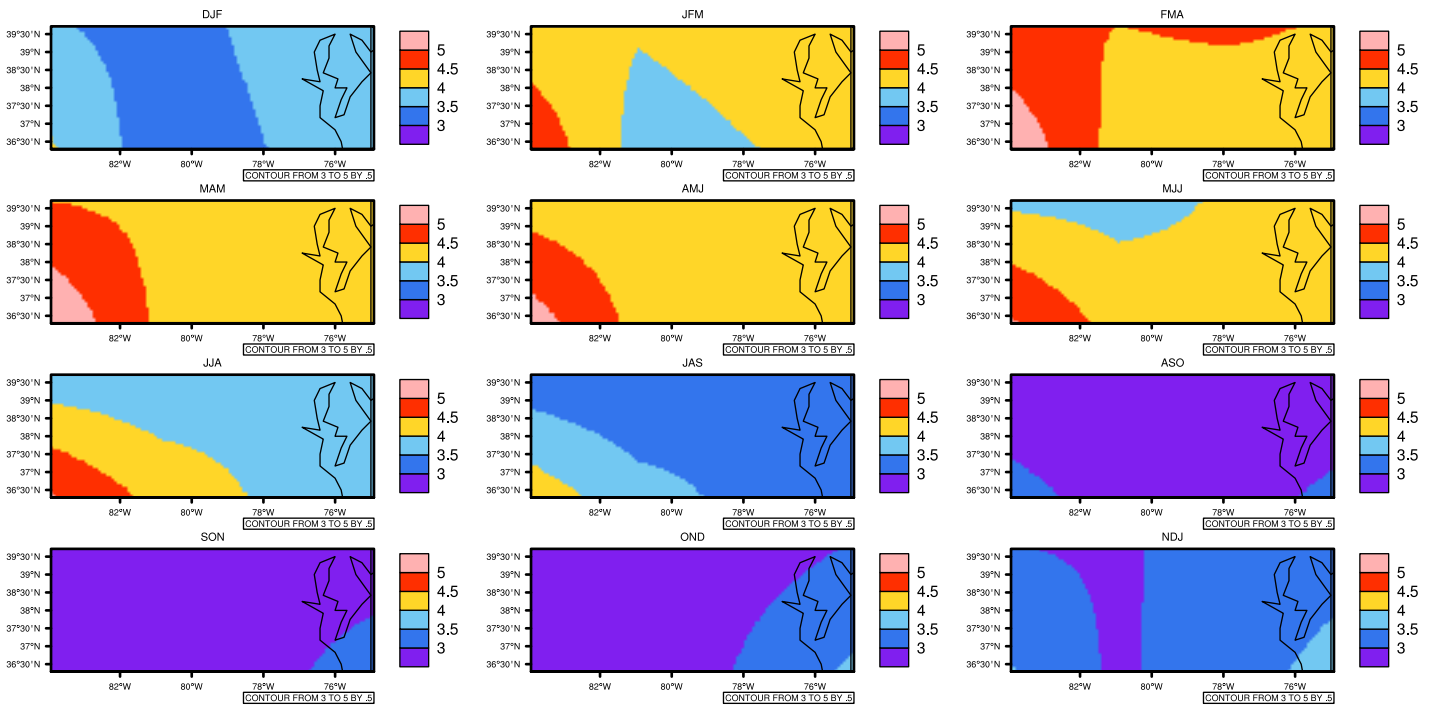 DJF
39°30'N
39°N
38°30'N
38°N
37°30'N
37°N
36°30'N
82°W 80°W 78°W 76°W
5
4.5
4
3.5
3
CONTOUR FROM 3 TO 5 BY .5
JFM
39°30'N
39°N
38°30'N
38°N
37°30'N
37°N
36°30'N
82°W 80°W 78°W 76°W
5
4.5
4
3.5
3
CONTOUR FROM 3 TO 5 BY .5
FMA
39°30'N
39°N
38°30'N
38°N
37°30'N
37°N
36°30'N
82°W 80°W 78°W 76°W
5
4.5
4
3.5
3
CONTOUR FROM 3 TO 5 BY .5
MAM
39°30'N
39°N
38°30'N
38°N
37°30'N
37°N
36°30'N
82°W 80°W 78°W 76°W
5
4.5
4
3.5
3
CONTOUR FROM 3 TO 5 BY .5
AMJ
39°30'N
39°N
38°30'N
38°N
37°30'N
37°N
36°30'N
82°W 80°W 78°W 76°W
5
4.5
4
3.5
3
CONTOUR FROM 3 TO 5 BY .5
MJJ
39°30'N
39°N
38°30'N
38°N
37°30'N
37°N
36°30'N
82°W 80°W 78°W 76°W
5
4.5
4
3.5
3
CONTOUR FROM 3 TO 5 BY .5
JJA
39°30'N
39°N
38°30'N
38°N
37°30'N
37°N
36°30'N
82°W 80°W 78°W 76°W
5
4.5
4
3.5
3
CONTOUR FROM 3 TO 5 BY .5
JAS
39°30'N
39°N
38°30'N
38°N
37°30'N
37°N
36°30'N
82°W 80°W 78°W 76°W
5
4.5
4
3.5
3
CONTOUR FROM 3 TO 5 BY .5
ASO
39°30'N
39°N
38°30'N
38°N
37°30'N
37°N
36°30'N
82°W 80°W 78°W 76°W
5
4.5
4
3.5
3
CONTOUR FROM 3 TO 5 BY .5
SON
39°30'N
39°N
38°30'N
38°N
37°30'N
37°N
36°30'N
82°W 80°W 78°W 76°W
5
4.5
4
3.5
3
CONTOUR FROM 3 TO 5 BY .5
OND
39°30'N
39°N
38°30'N
38°N
37°30'N
37°N
36°30'N
82°W 80°W 78°W 76°W
5
4.5
4
3.5
3
CONTOUR FROM 3 TO 5 BY .5
NDJ
39°30'N
39°N
38°30'N
38°N
37°30'N
37°N
36°30'N
82°W 80°W 78°W 76°W
5
4.5
4
3.5
3
CONTOUR FROM 3 TO 5 BY .5